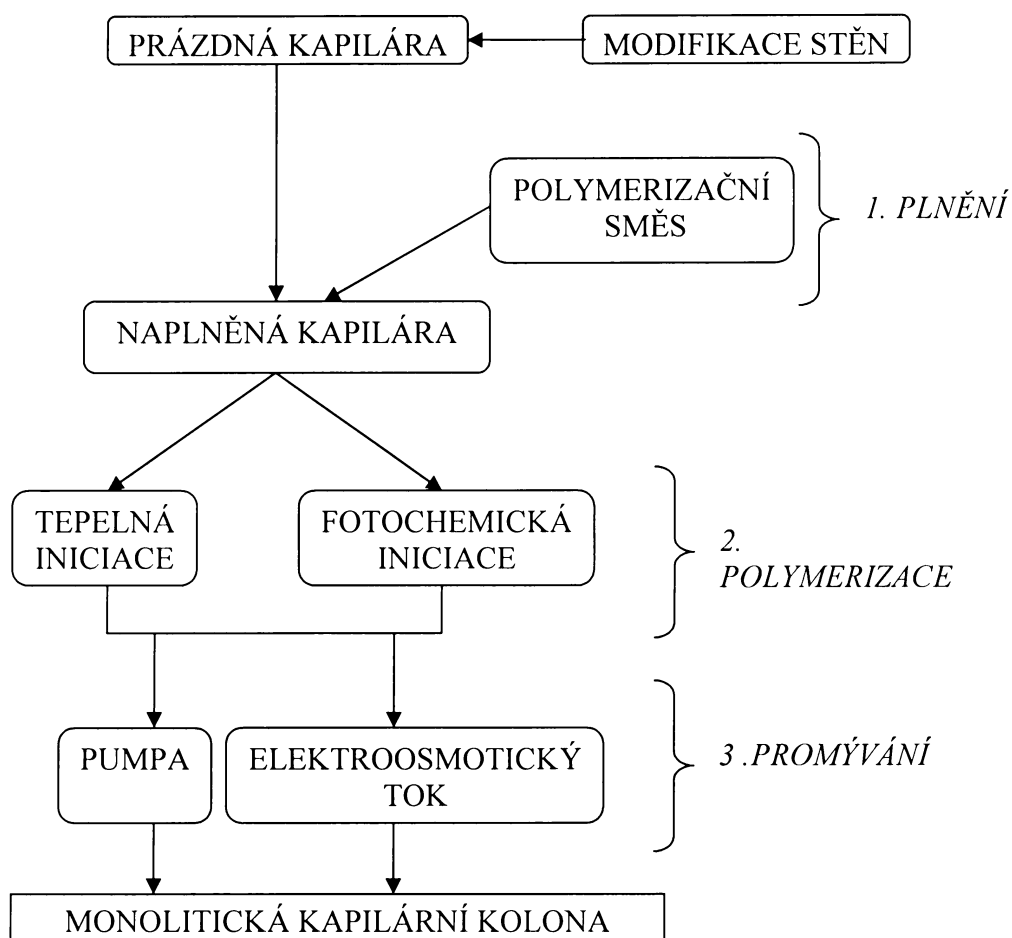 PRÁZDNÁ KAPILÁRA
MODIFIKACE STĚN
POLYMERIZAČNÍ
SMĚS
1. PLNĚNÍ
NAPLNĚNÁ KAPILÁRA
TEPELNÁ
INICIACE
FOTOCHEMICKÁ
INICIACE
2.
POLYMERIZACE
PUMPA
ELEKTROOSMOTICKÝ
TOK
3 .PROMÝVÁNÍ
MONOLITICKÁ KAPILÁRNÍ KOLONA